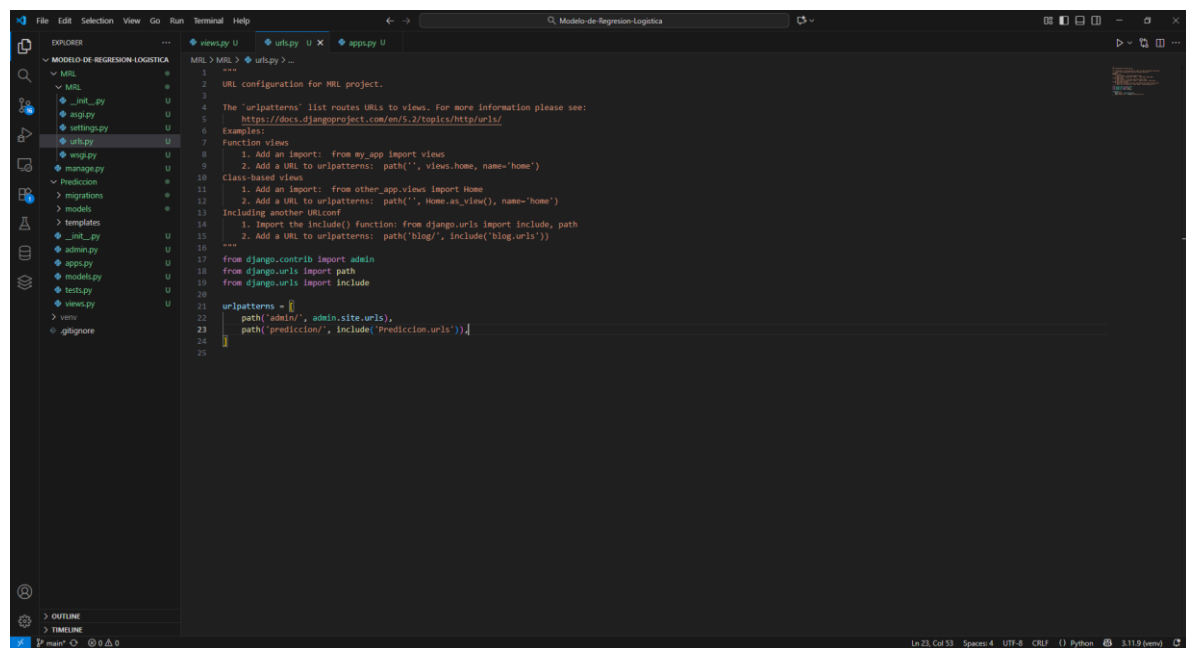 File Edit Selection View Go Run Terminal Help
Modelo-de-Regresion-Logistica
EXPLORER
views.py U
urls.py U
apps.py U
MODELO-DE-REGRESION-LOGISTICA
MRL > MRL > urls.py > ...
MRL
MRL
__init__.py U
asgi.py U
settings.py U
urls.py U
wsgi.py U
manage.py U
Prediccion
migrations
models
templates
__init__.py U
admin.py U
apps.py U
models.py U
tests.py U
views.py U
venv
.gitignore
1 """
2 URL configuration for MRL project.
3
4 The `urlpatterns` list routes URLs to views. For more information please see:
5 https://docs.djangoproject.com/en/5.2/topics/http/urls/
6 Examples:
7 Function views
8 1. Add an import:  from my_app import views
9 2. Add a URL to urlpatterns:  path('', views.home, name='home')
10 Class-based views
11 1. Add an import:  from other_app.views import Home
12 2. Add a URL to urlpatterns:  path('', Home.as_view(), name='home')
13 Including another URLconf
14 1. Import the include() function: from django.urls import include, path
15 2. Add a URL to urlpatterns:  path('blog/', include('blog.urls'))
16 """
17 from django.contrib import admin
18 from django.urls import path
19 from django.urls import include
20
21 urlpatterns = [
22 path('admin/', admin.site.urls),
23 path('prediccion/', include('Prediccion.urls')),
24 ]
25
OUTLINE
TIMELINE
main* 0 0 Ln 23, Col 53 Spaces: 4 UTF-8 CRLF {} Python 3.11.9 (venv)